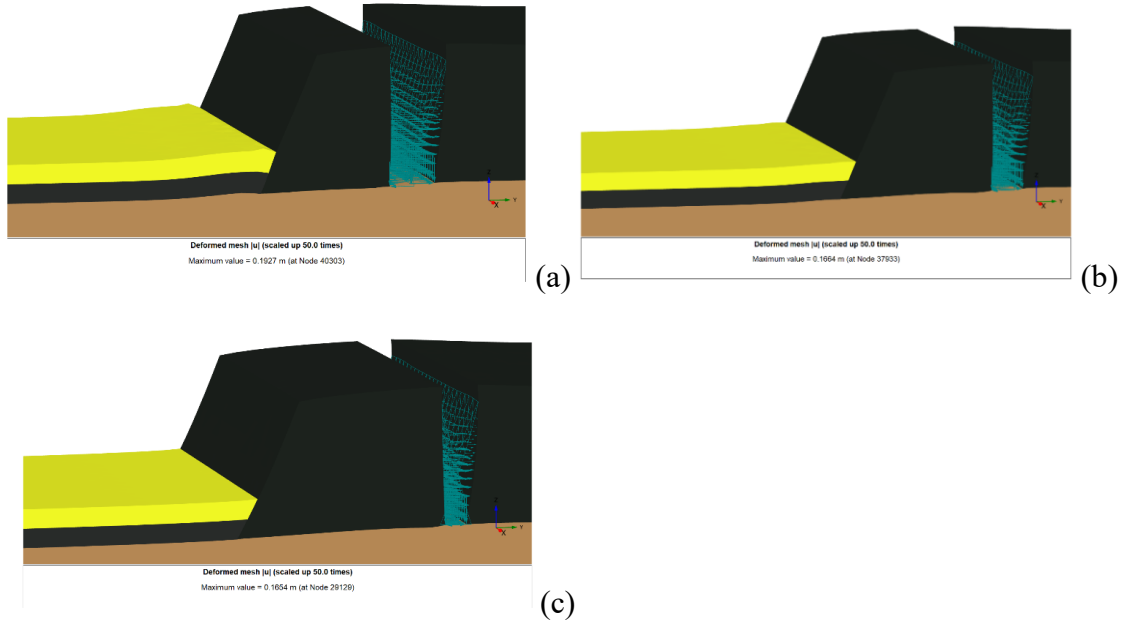 Z
Y
X
Deformed mesh |u| (scaled up 50.0 times)
Maximum value = 0.1927 m (at Node 40303)
(a)
Z
Y
X
Deformed mesh |u| (scaled up 50.0 times)
Maximum value = 0.1664 m (at Node 37933)
(b)
Z
Y
X
Deformed mesh |u| (scaled up 50.0 times)
Maximum value = 0.1654 m (at Node 29129)
(c)